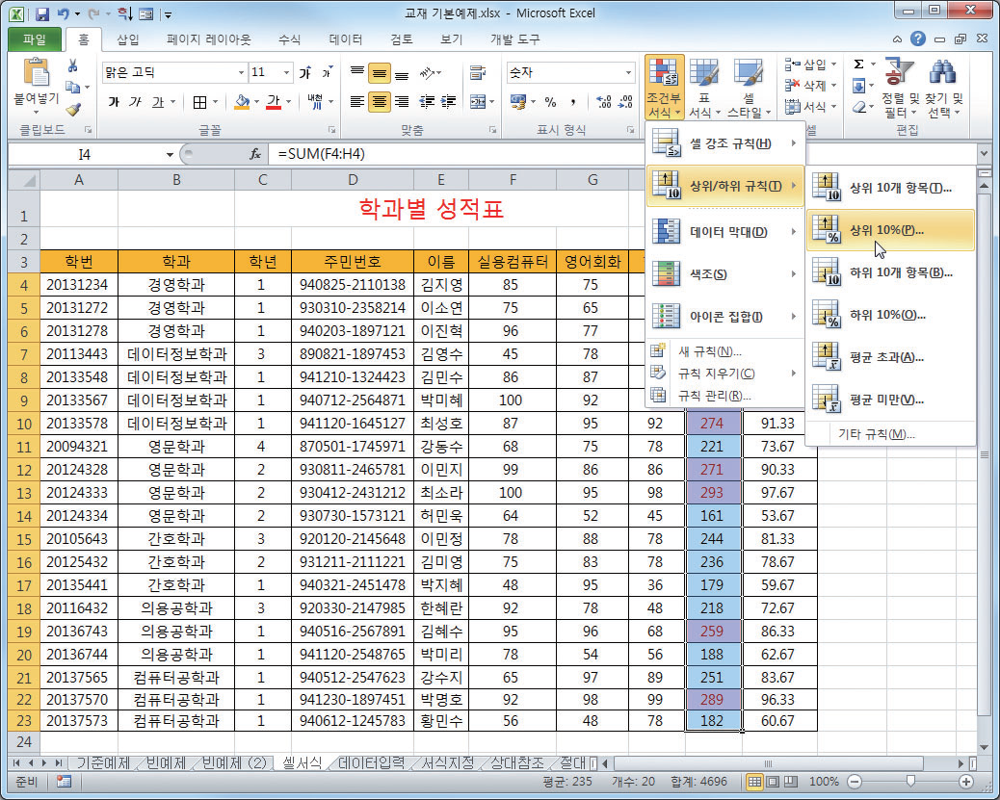 교재 기본예제.xlsx - Microsoft Excel
파일 홈 삽입 페이지 레이아웃 수식 데이터 검토 보기 개발 도구
붙여넣기
클립보드
맑은 고딕 11 가 가
가 가 가 가 내천
글꼴
맞춤
숫자
% ,
표시 형식
조건부 서식
표 서식
셀 스타일
삽입
삭제
서식
셀
Σ
정렬 및 필터
찾기 및 선택
편집
I4 fx =SUM(F4:H4)
셀 강조 규칙(H)
상위/하위 규칙(T)
데이터 막대(D)
색조(S)
아이콘 집합(I)
새 규칙(N)...
규칙 지우기(C)
규칙 관리(R)...
상위 10개 항목(T)...
상위 10%(P)...
하위 10개 항목(B)...
하위 10%(O)...
평균 초과(A)...
평균 미만(V)...
기타 규칙(M)...
A B C D E F G
1 학과별 성적표
2
3 학번 학과 학년 주민번호 이름 실용컴퓨터 영어회화
4 20131234 경영학과 1 940825-2110138 김지영 85 75
5 20131272 경영학과 1 930310-2358214 이소연 75 65
6 20131278 경영학과 1 940203-1897121 이진혁 96 77
7 20113443 데이터정보학과 3 890821-1897453 김영수 45 78
8 20133548 데이터정보학과 1 941210-1324423 김민수 86 87
9 20133567 데이터정보학과 1 940712-2564871 박미혜 100 92
10 20133578 데이터정보학과 1 941120-1645127 최성호 87 95 92 274 91.33
11 20094321 영문학과 4 870501-1745971 강동수 68 75 78 221 73.67
12 20124328 영문학과 2 930811-2465781 이민지 99 86 86 271 90.33
13 20124333 영문학과 2 930412-2431212 최소라 100 95 98 293 97.67
14 20124334 영문학과 2 930730-1573121 허민욱 64 52 45 161 53.67
15 20105643 간호학과 3 920120-2145648 이민정 78 88 78 244 81.33
16 20125432 간호학과 2 931211-2111221 김미영 75 83 78 236 78.67
17 20135441 간호학과 1 940321-2451478 박지혜 48 95 36 179 59.67
18 20116432 의용공학과 3 920330-2147985 한혜란 92 78 48 218 72.67
19 20136743 의용공학과 1 940516-2567891 김혜수 95 96 68 259 86.33
20 20136744 의용공학과 1 941120-2548765 박미리 78 54 56 188 62.67
21 20137565 컴퓨터공학과 1 940512-2547623 강수지 65 97 89 251 83.67
22 20137570 컴퓨터공학과 1 941230-1897451 박명호 92 98 99 289 96.33
23 20137573 컴퓨터공학과 1 940612-1245783 황민수 56 48 78 182 60.67
24
기준예제 빈예제 빈예제 (2) 셀서식 데이터입력 서식지정 상대참조 절대
준비 평균: 235 개수: 20 합계: 4696 100%